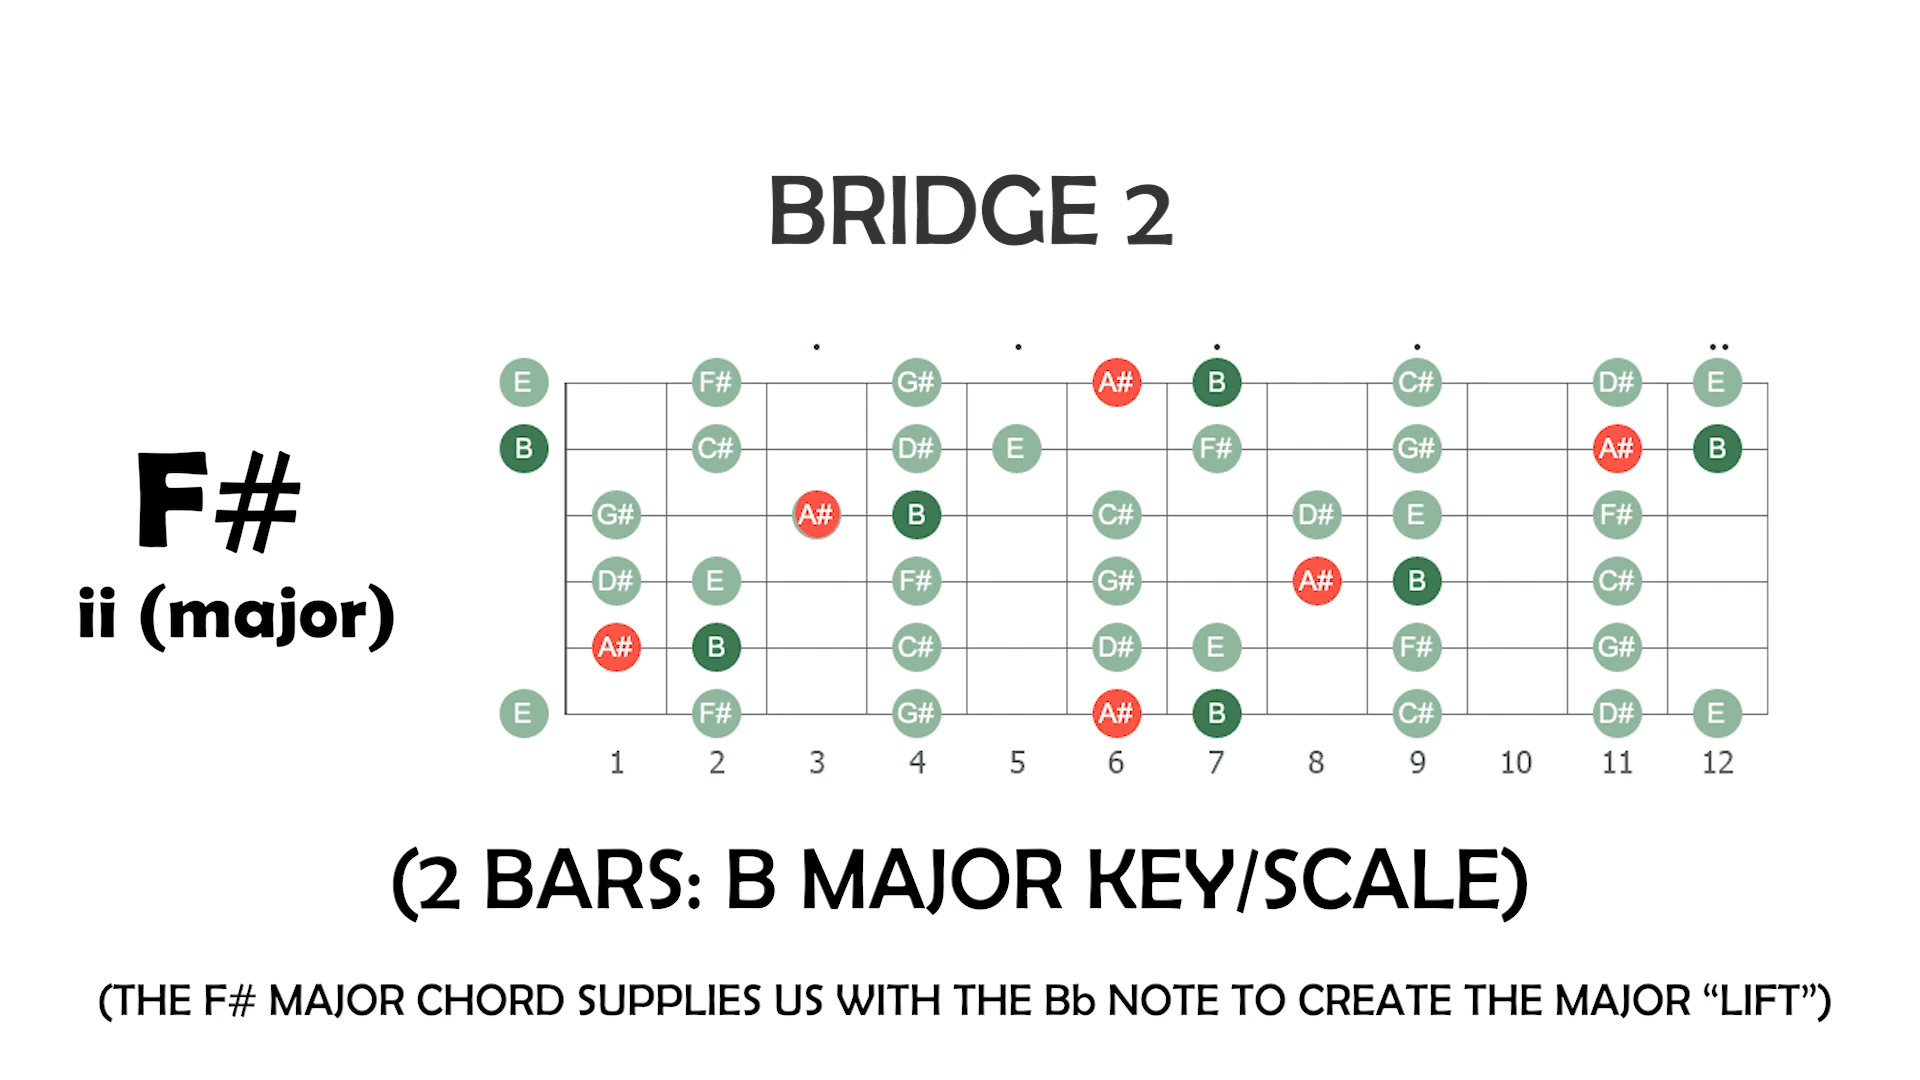 BRIDGE 2
E F# G# A# B C# D# E
B C# D# E F# G# A# B
F#
G# A# B C# D# E F#
D# E F# G# A# B C#
ii (major)
A# B C# D# E F# G#
E F# G# A# B C# D# E
1 2 3 4 5 6 7 8 9 10 11 12
(2 BARS: B MAJOR KEY/SCALE)
(THE F# MAJOR CHORD SUPPLIES US WITH THE Bb NOTE TO CREATE THE MAJOR “LIFT”)